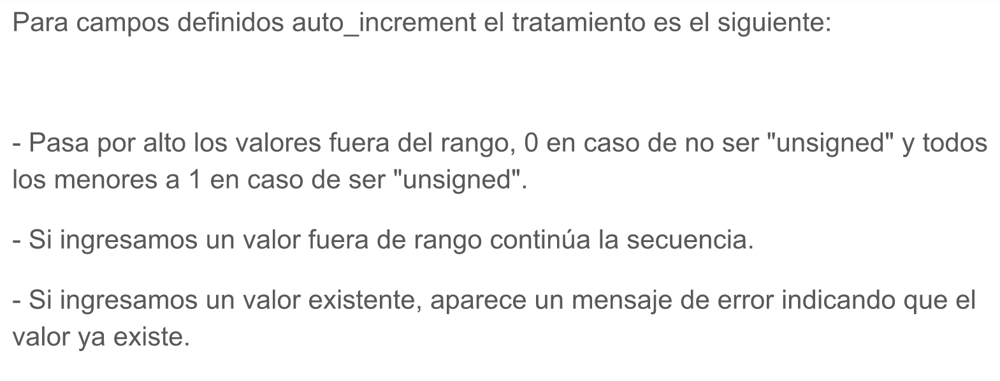 Para campos definidos auto_increment el tratamiento es el siguiente:
- Pasa por alto los valores fuera del rango, 0 en caso de no ser "unsigned" y todos
los menores a 1 en caso de ser "unsigned".
- Si ingresamos un valor fuera de rango continúa la secuencia.
- Si ingresamos un valor existente, aparece un mensaje de error indicando que el
valor ya existe.